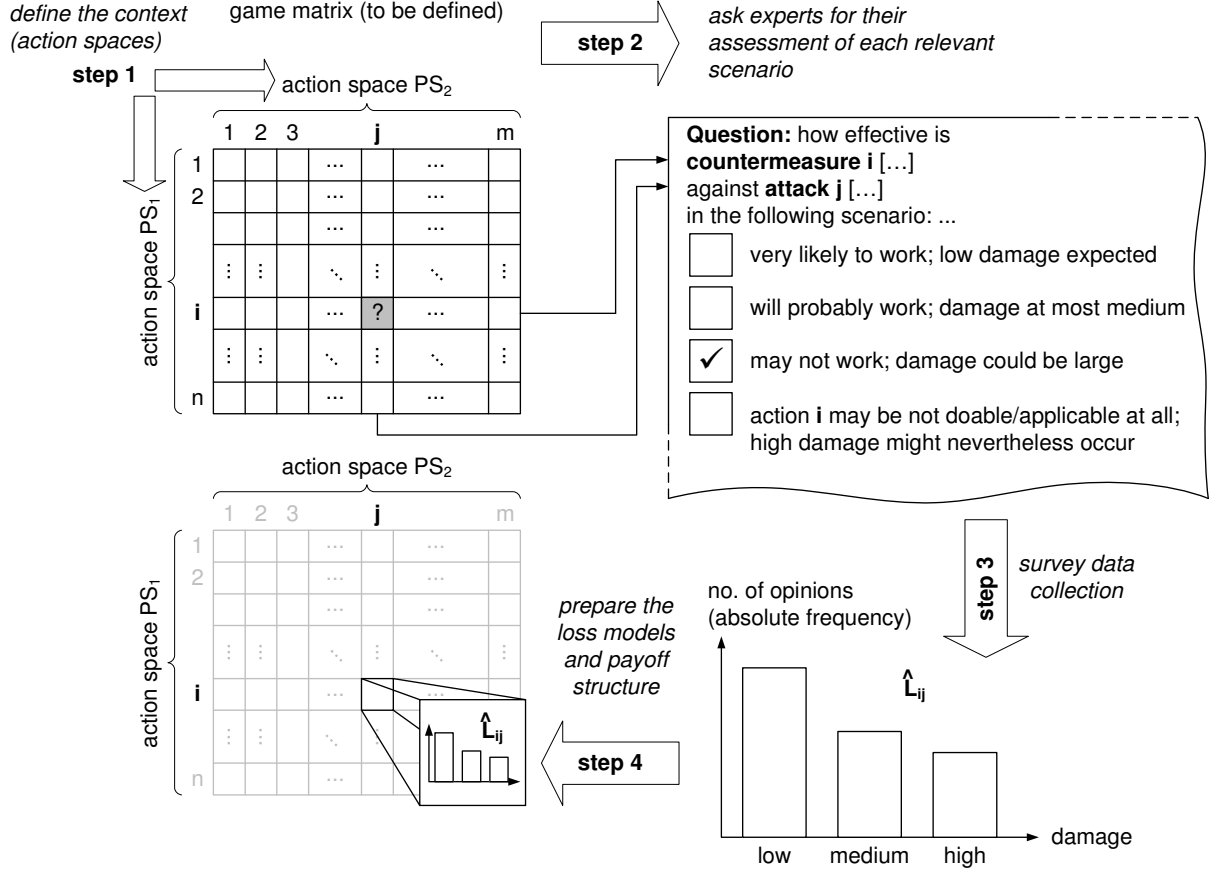 define the context
(action spaces)
step 1
game matrix (to be defined)
step 2
ask experts for their
assessment of each relevant
scenario
action space PS₂
1 2 3 j m
action space PS₁
1 ... ...
2 ... ...
... ...
⋮ ⋮ ⋱ ⋮ ⋱ ⋮
i ... ? ...
⋮ ⋮ ⋱ ⋮ ⋱ ⋮
n ... ...
Question: how effective is
countermeasure i [...]
against attack j [...]
in the following scenario: ...
very likely to work; low damage expected
will probably work; damage at most medium
✓ may not work; damage could be large
action i may be not doable/applicable at all;
high damage might nevertheless occur
step 3
survey data
collection
no. of opinions
(absolute frequency)
L̂ij
low medium high
damage
step 4
prepare the
loss models
and payoff
structure
action space PS₂
1 2 3 j m
action space PS₁
1 ... ...
2 ... ...
... ...
⋮ ⋮ ⋱ ⋮ ⋱ ⋮
i ... ...
⋮ ⋮ ⋱ ⋮
n ...
L̂ij